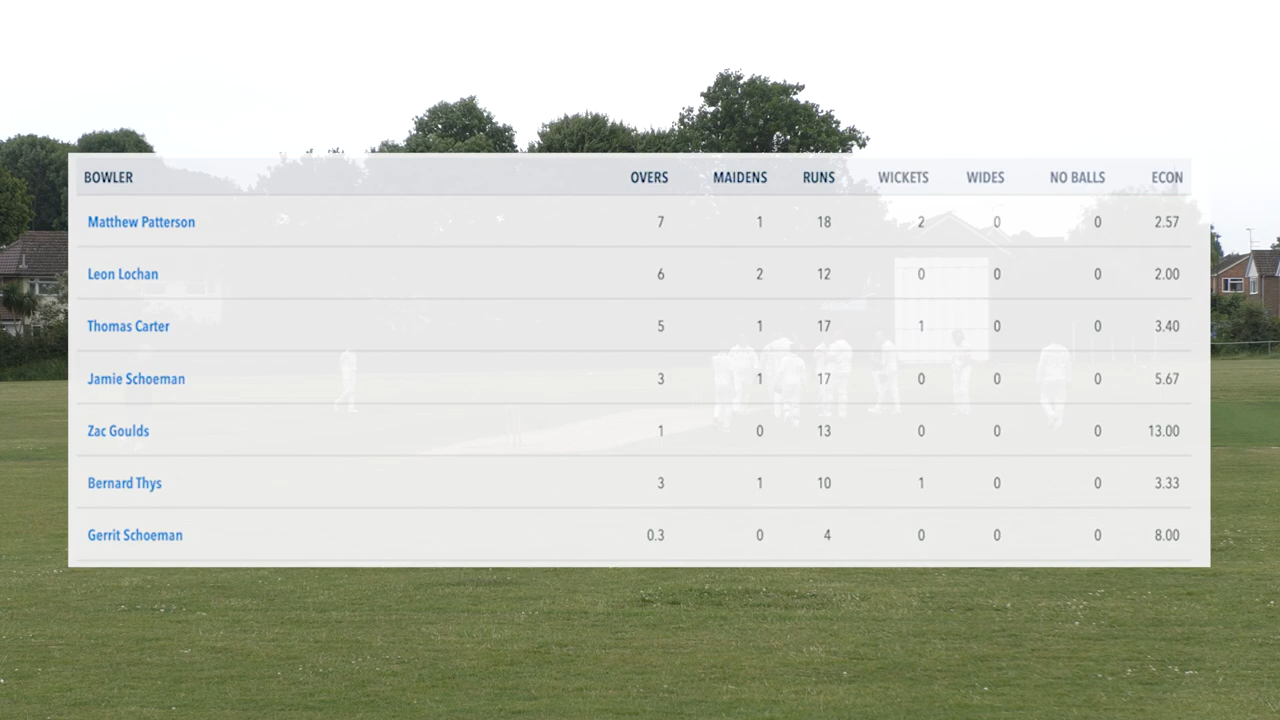 BOWLER OVERS MAIDENS RUNS WICKETS WIDES NO BALLS ECON
Matthew Patterson 7 1 18 2 0 0 2.57
Leon Lochan 6 2 12 0 0 0 2.00
Thomas Carter 5 1 17 1 0 0 3.40
Jamie Schoeman 3 1 17 0 0 0 5.67
Zac Goulds 1 0 13 0 0 0 13.00
Bernard Thys 3 1 10 1 0 0 3.33
Gerrit Schoeman 0.3 0 4 0 0 0 8.00